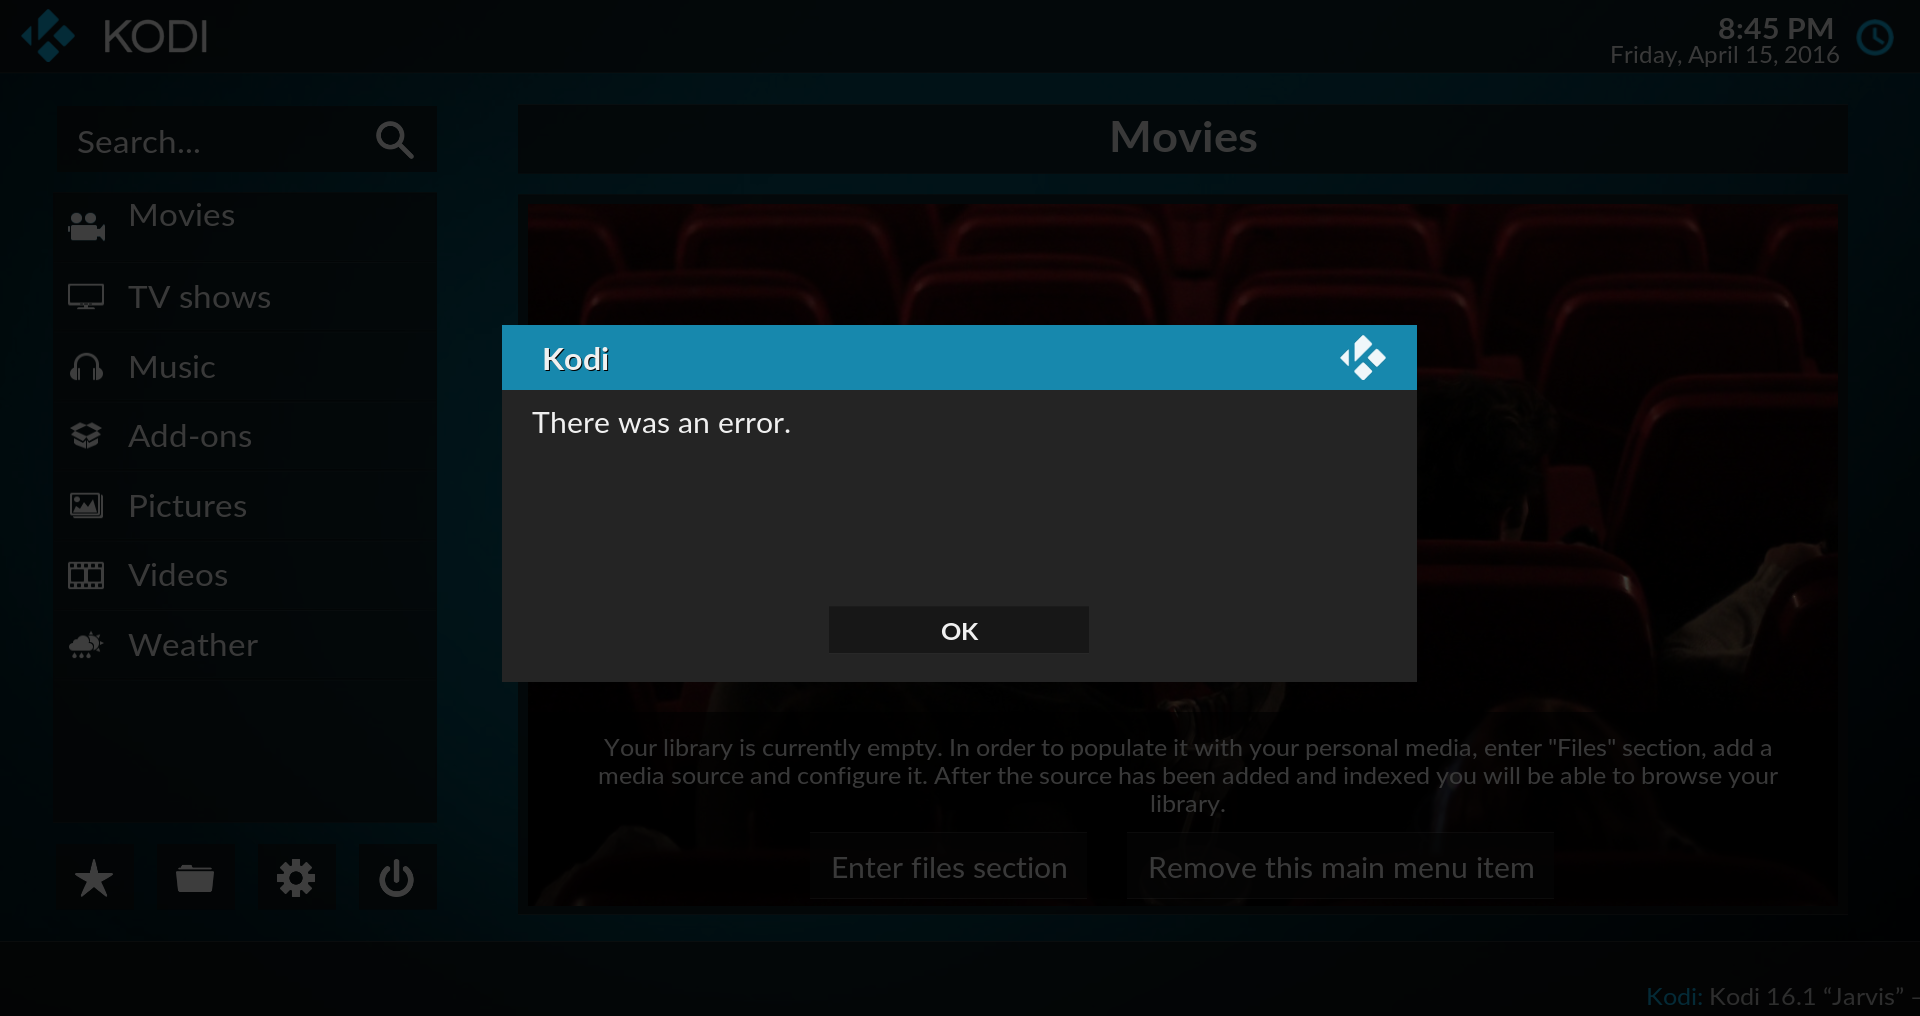 KODI
8:45 PM
Friday, April 15, 2016
Search...
Movies
Movies
TV shows
Music
Add-ons
Pictures
Videos
Weather
Kodi
There was an error.
OK
Your library is currently empty. In order to populate it with your personal media, enter "Files" section, add a
media source and configure it. After the source has been added and indexed you will be able to browse your
library.
Enter files section
Remove this main menu item
Kodi: Kodi 16.1 “Jarvis” –